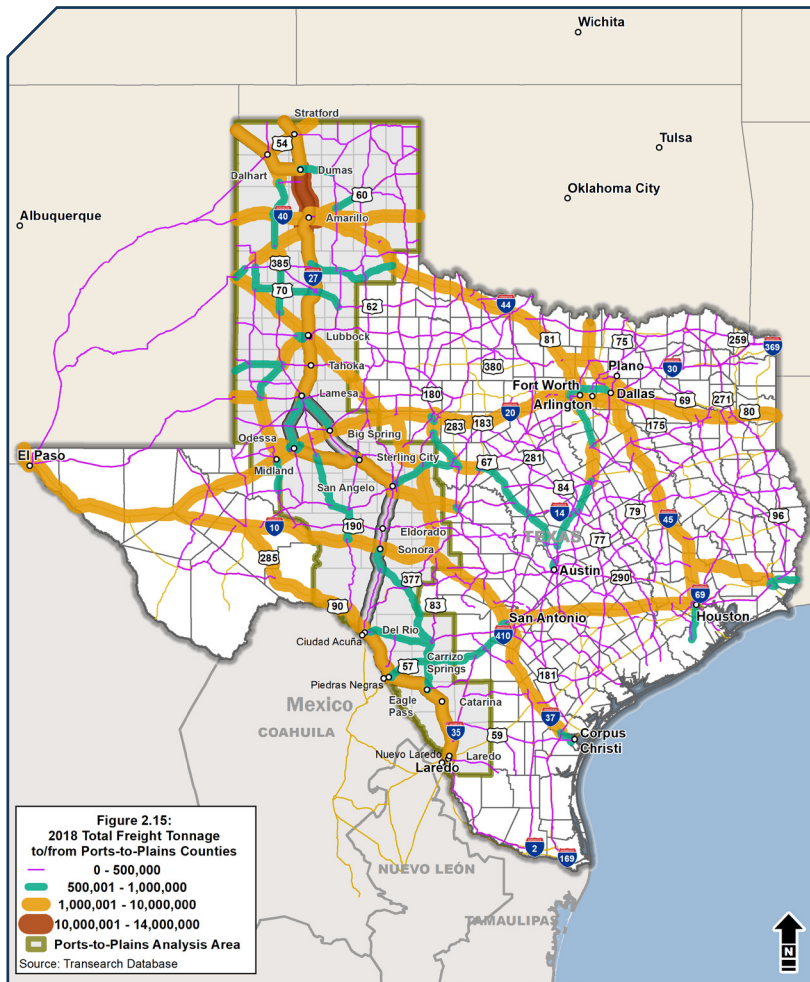 Wichita
Stratford
54
Tulsa
Dalhart
Dumas
60
Oklahoma City
Albuquerque
40
Amarillo
385
27
70
62
44
Lubbock
81
75
259
369
Tahoka
380
30
Plano
Lamesa
180
Fort Worth
Dallas
69
271
20
Arlington
80
Big Spring
283
183
175
Odessa
El Paso
Sterling City
281
Midland
67
San Angelo
84
14
79
45
96
10
190
Eldorado
TEXAS
77
Sonora
285
Austin
290
377
69
90
83
San Antonio
Houston
Del Rio
410
Ciudad Acuña
Carrizo
Springs
57
181
Piedras Negras
Mexico
Eagle
Pass
Catarina
37
COAHUILA
35
59
Corpus
Christi
Nuevo Laredo
Laredo
Laredo
2
169
NUEVO LEÓN
TAMAULIPAS
Figure 2.15:
2018 Total Freight Tonnage
to/from Ports-to-Plains Counties
0 - 500,000
500,001 - 1,000,000
1,000,001 - 10,000,000
10,000,001 - 14,000,000
Ports-to-Plains Analysis Area
Source: Transearch Database
N